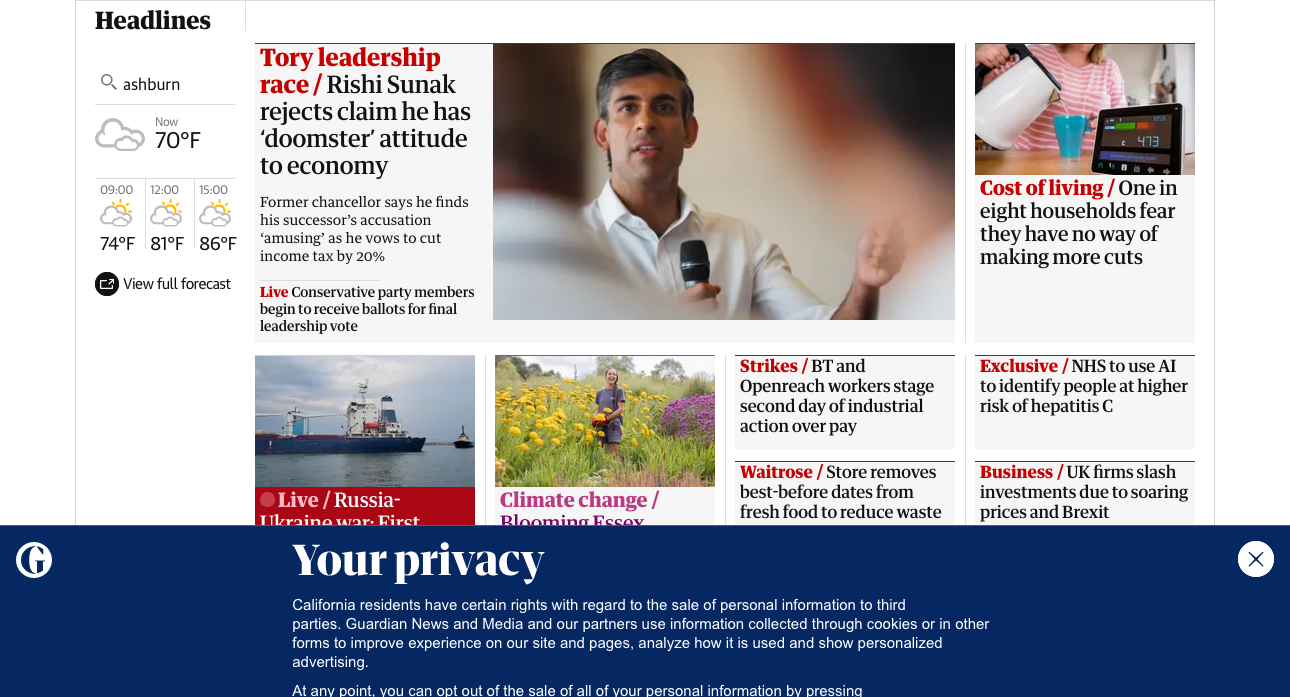 Headlines
ashburn
Now
70°F
09:00
12:00
15:00
74°F
81°F
86°F
View full forecast
Tory leadership
race / Rishi Sunak
rejects claim he has
‘doomster’ attitude
to economy
Former chancellor says he finds
his successor’s accusation
‘amusing’ as he vows to cut
income tax by 20%
Live Conservative party members
begin to receive ballots for final
leadership vote
473
Cost of living / One in
eight households fear
they have no way of
making more cuts
Live / Russia-
Ukraine war: First
Climate change /
Blooming Essex
Strikes / BT and
Openreach workers stage
second day of industrial
action over pay
Waitrose / Store removes
best-before dates from
fresh food to reduce waste
Exclusive / NHS to use AI
to identify people at higher
risk of hepatitis C
Business / UK firms slash
investments due to soaring
prices and Brexit
G
Your privacy
California residents have certain rights with regard to the sale of personal information to third
parties. Guardian News and Media and our partners use information collected through cookies or in other
forms to improve experience on our site and pages, analyze how it is used and show personalized
advertising.
At any point, you can opt out of the sale of all of your personal information by pressing